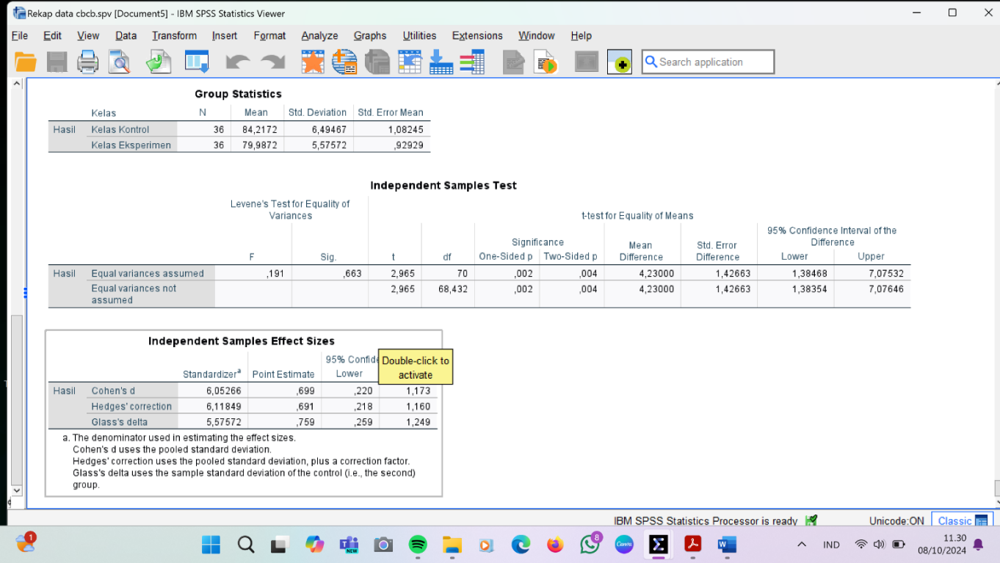 Rekap data cbcb.spv [Document5] - IBM SPSS Statistics Viewer
File Edit View Data Transform Insert Format Analyze Graphs Utilities Extensions Window Help
Search application
Group Statistics
Kelas N Mean Std. Deviation Std. Error Mean
Hasil Kelas Kontrol 36 84,2172 6,49467 1,08245
Kelas Eksperimen 36 79,9872 5,57572 ,92929
Independent Samples Test
Levene's Test for Equality of
Variances
t-test for Equality of Means
F Sig. t df
Significance
One-Sided p Two-Sided p
Mean
Difference
Std. Error
Difference
95% Confidence Interval of the
Difference
Lower Upper
Hasil Equal variances assumed ,191 ,663 2,965 70 ,002 ,004 4,23000 1,42663 1,38468 7,07532
Equal variances not
assumed
2,965 68,432 ,002 ,004 4,23000 1,42663 1,38354 7,07646
Independent Samples Effect Sizes
Standardizerᵃ Point Estimate
95% Confid
Lower
Double-click to
activate
Hasil Cohen's d 6,05266 ,699 ,220 1,173
Hedges' correction 6,11849 ,691 ,218 1,160
Glass's delta 5,57572 ,759 ,259 1,249
a. The denominator used in estimating the effect sizes.
Cohen's d uses the pooled standard deviation.
Hedges' correction uses the pooled standard deviation, plus a correction factor.
Glass's delta uses the sample standard deviation of the control (i.e., the second)
group.
IBM SPSS Statistics Processor is ready Unicode:ON Classic
1
NEW
8
Canva
W
IND
11.30
08/10/2024